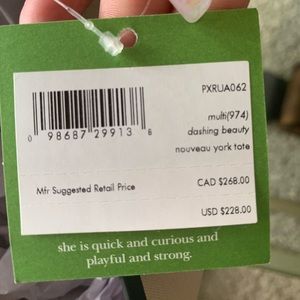 PXRUA062
0 98687 29913 8
multi(974)
dashing beauty
nouveau york tote
Mfr Suggested Retail Price
CAD $268.00
USD $228.00
she is quick and curious and
playful and strong.